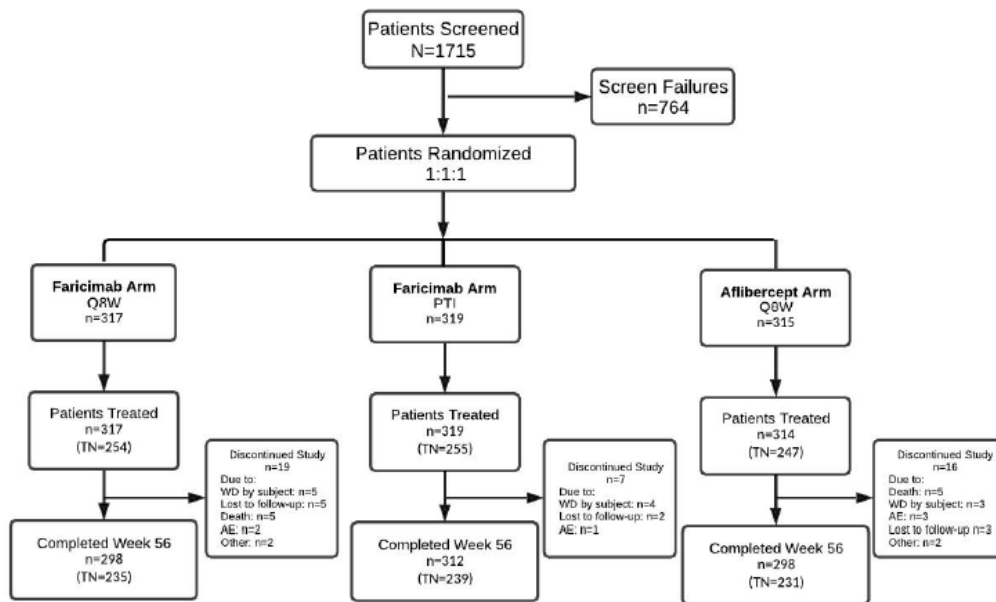 Patients Screened
N=1715
Screen Failures
n=764
Patients Randomized
1:1:1
Faricimab Arm
Q8W
n=317
Faricimab Arm
PTI
n=319
Aflibercept Arm
Q8W
n=315
Patients Treated
n=317
(TN=254)
Patients Treated
n=319
(TN=255)
Patients Treated
n=314
(TN=247)
Discontinued Study
n=19
Due to:
WD by subject: n=5
Lost to follow-up: n=5
Death: n=5
AE: n=2
Other: n=2
Discontinued Study
n=7
Due to:
WD by subject: n=4
Lost to follow-up: n=2
AE: n=1
Discontinued Study
n=16
Due to:
Death: n=5
WD by subject: n=3
AE: n=3
Lost to follow-up n=3
Other: n=2
Completed Week 56
n=298
(TN=235)
Completed Week 56
n=312
(TN=239)
Completed Week 56
n=298
(TN=231)